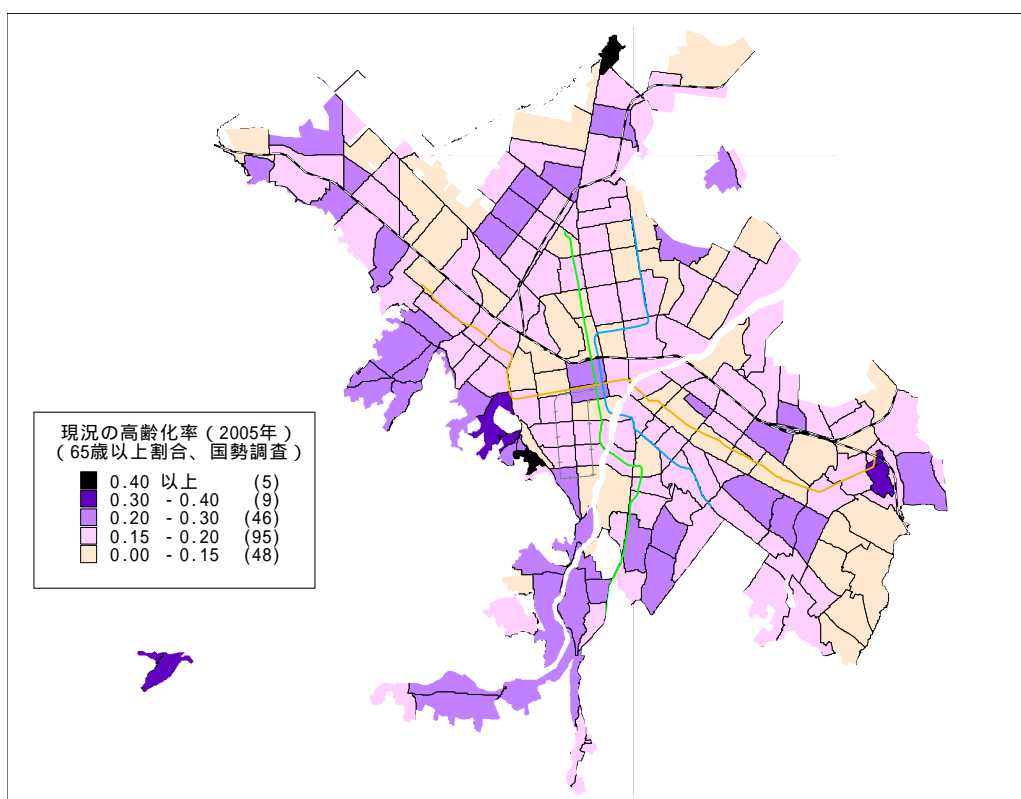 現況の高齢化率（2005年）
（65歳以上割合、国勢調査）
0.40 以上 (5)
0.30 - 0.40 (9)
0.20 - 0.30 (46)
0.15 - 0.20 (95)
0.00 - 0.15 (48)